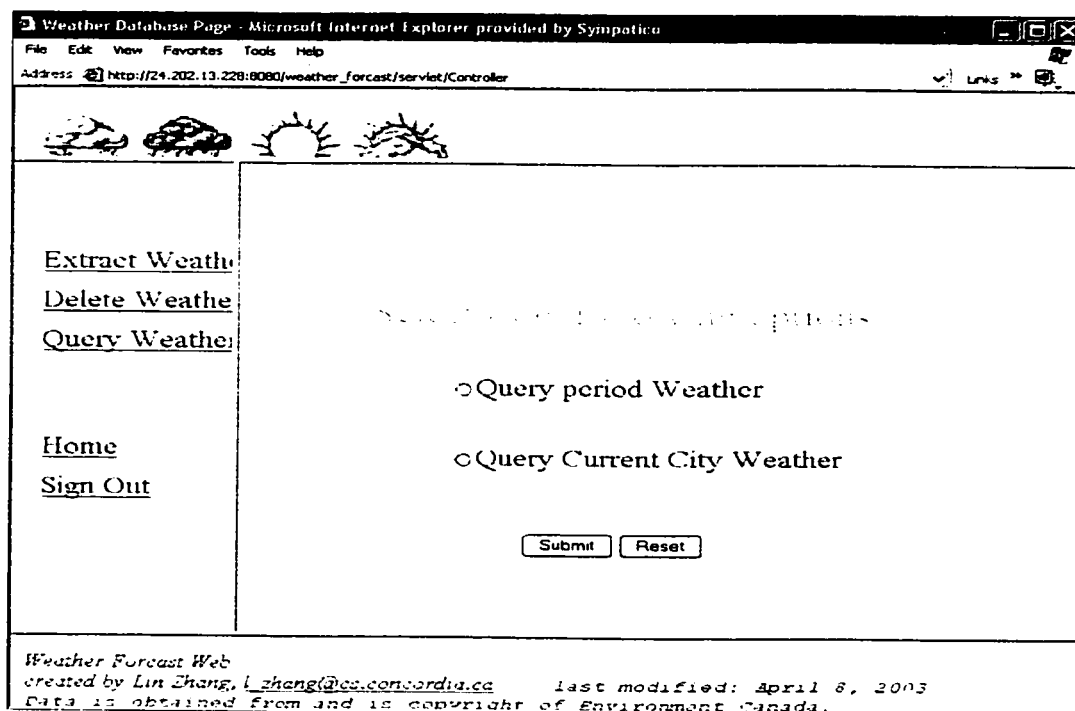 Weather Database Page - Microsoft Internet Explorer provided by Sympatico
File Edit View Favorites Tools Help
Address http://24.202.13.228:8080/weather_forcast/servlet/Controller Links »
Extract Weathe
Delete Weathe
Query Weather
options
Query period Weather
Query Current City Weather
Home
Sign Out
Submit Reset
Weather Forcast Web
created by Lin Zhang, l_zhang@cs.concordia.ca last modified: April 8, 2003
Data is obtained from and is copyright of Environment Canada.